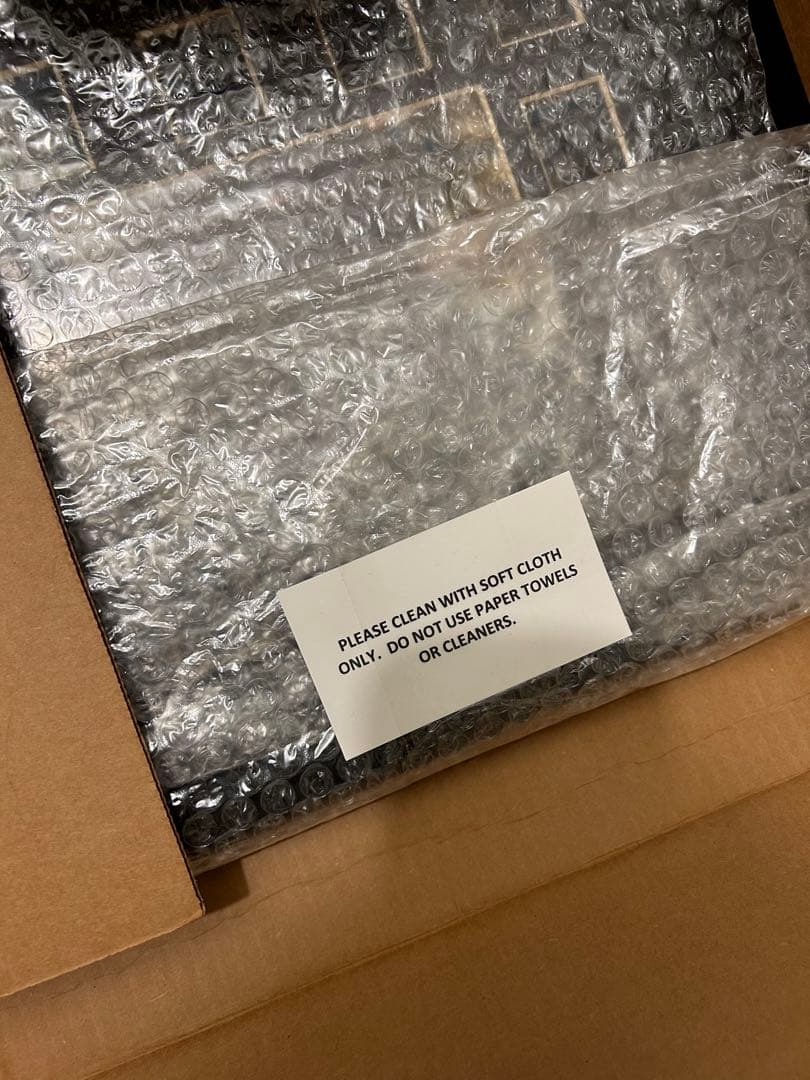 PLEASE CLEAN WITH SOFT CLOTH
ONLY. DO NOT USE PAPER TOWELS
OR CLEANERS.